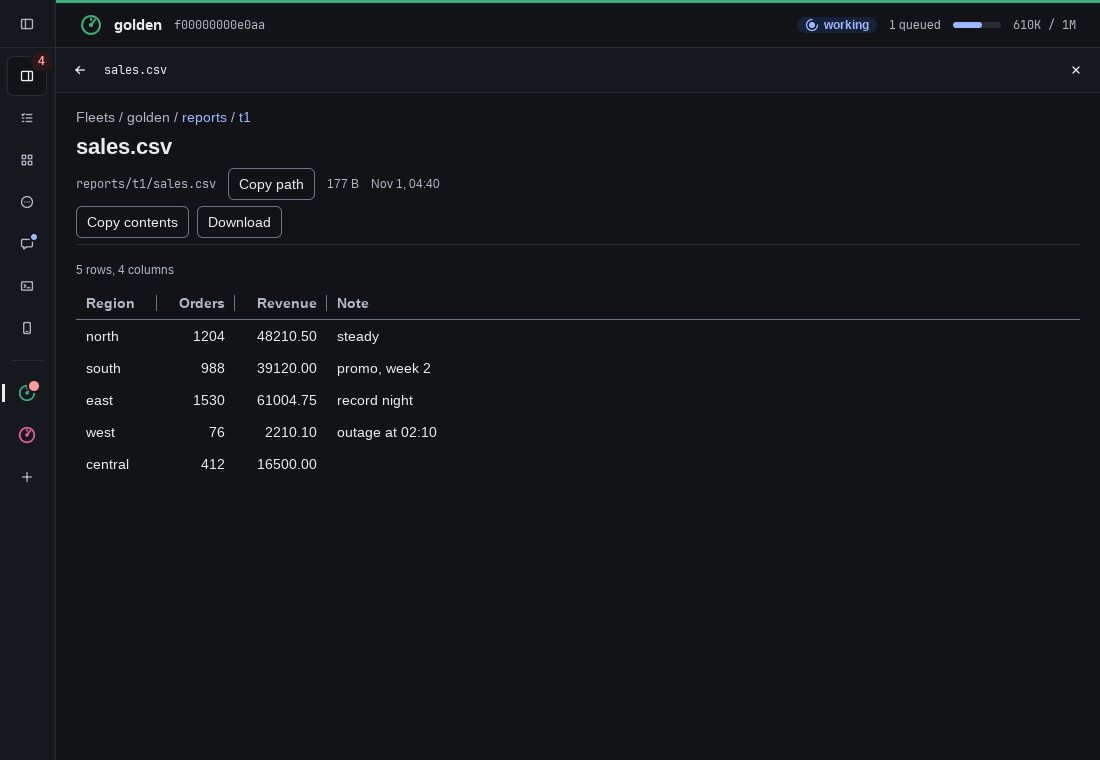 golden f00000000e0aa working 1 queued 610K / 1M
4
sales.csv
Fleets / golden / reports / t1
sales.csv
reports/t1/sales.csv Copy path 177 B Nov 1, 04:40
Copy contents Download
5 rows, 4 columns
Region Orders Revenue Note
north 1204 48210.50 steady
south 988 39120.00 promo, week 2
east 1530 61004.75 record night
west 76 2210.10 outage at 02:10
central 412 16500.00